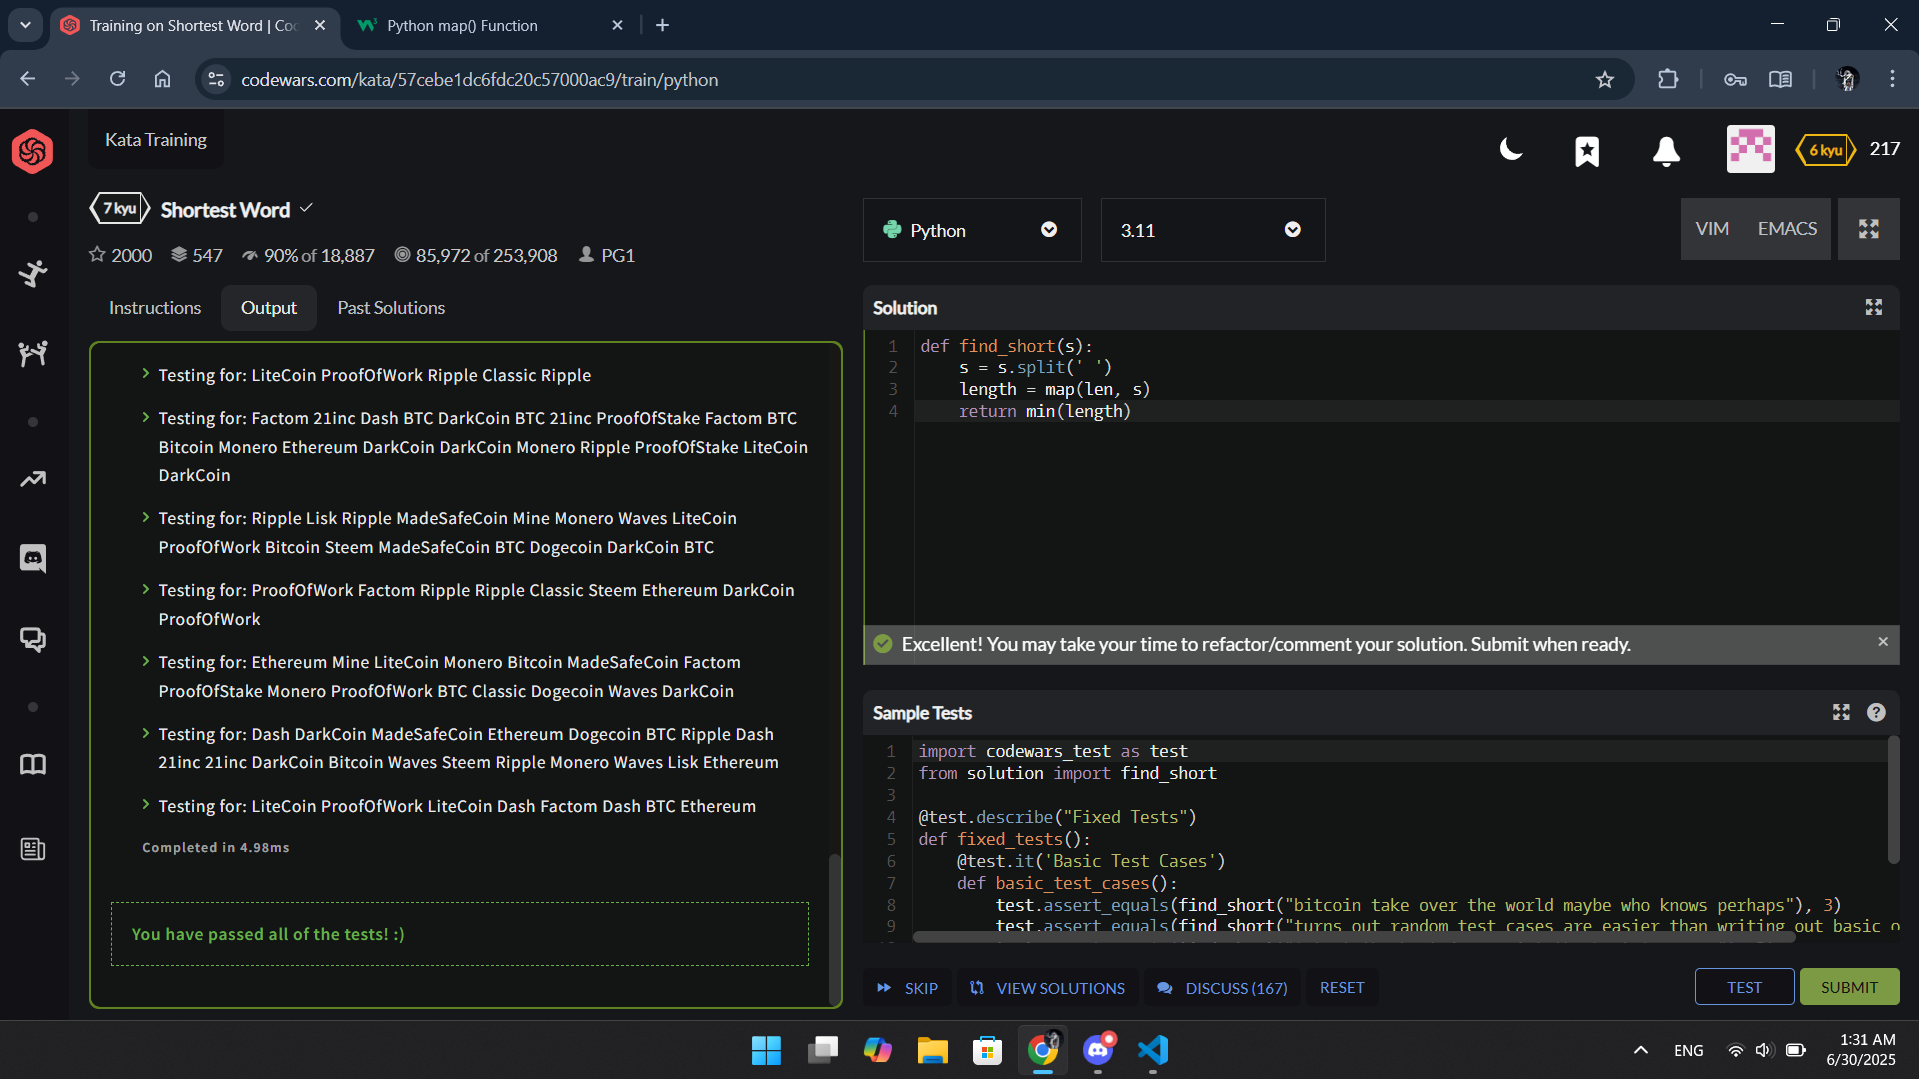 Training on Shortest Word | Co
Python map() Function
codewars.com/kata/57cebe1dc6fdc20c57000ac9/train/python
Kata Training
6 kyu 217
7 kyu Shortest Word
2000 547 90% of 18,887 85,972 of 253,908 PG1
Python
3.11
VIM EMACS
Instructions Output Past Solutions
Testing for: LiteCoin ProofOfWork Ripple Classic Ripple
Testing for: Factom 21inc Dash BTC DarkCoin BTC 21inc ProofOfStake Factom BTC
Bitcoin Monero Ethereum DarkCoin DarkCoin Monero Ripple ProofOfStake LiteCoin
DarkCoin
Testing for: Ripple Lisk Ripple MadeSafeCoin Mine Monero Waves LiteCoin
ProofOfWork Bitcoin Steem MadeSafeCoin BTC Dogecoin DarkCoin BTC
Testing for: ProofOfWork Factom Ripple Ripple Classic Steem Ethereum DarkCoin
ProofOfWork
Testing for: Ethereum Mine LiteCoin Monero Bitcoin MadeSafeCoin Factom
ProofOfStake Monero ProofOfWork BTC Classic Dogecoin Waves DarkCoin
Testing for: Dash DarkCoin MadeSafeCoin Ethereum Dogecoin BTC Ripple Dash
21inc 21inc DarkCoin Bitcoin Waves Steem Ripple Monero Waves Lisk Ethereum
Testing for: LiteCoin ProofOfWork LiteCoin Dash Factom Dash BTC Ethereum
Completed in 4.98ms
You have passed all of the tests! :)
Solution
1 def find_short(s):
2     s = s.split(' ')
3     length = map(len, s)
4     return min(length)
Excellent! You may take your time to refactor/comment your solution. Submit when ready.
Sample Tests
1 import codewars_test as test
2 from solution import find_short
3
4 @test.describe("Fixed Tests")
5 def fixed_tests():
6     @test.it('Basic Test Cases')
7     def basic_test_cases():
8         test.assert_equals(find_short("bitcoin take over the world maybe who knows perhaps"), 3)
9         test.assert_equals(find_short("turns out random test cases are easier than writing out basic o
SKIP VIEW SOLUTIONS DISCUSS (167) RESET
TEST SUBMIT
ENG
1:31 AM
6/30/2025